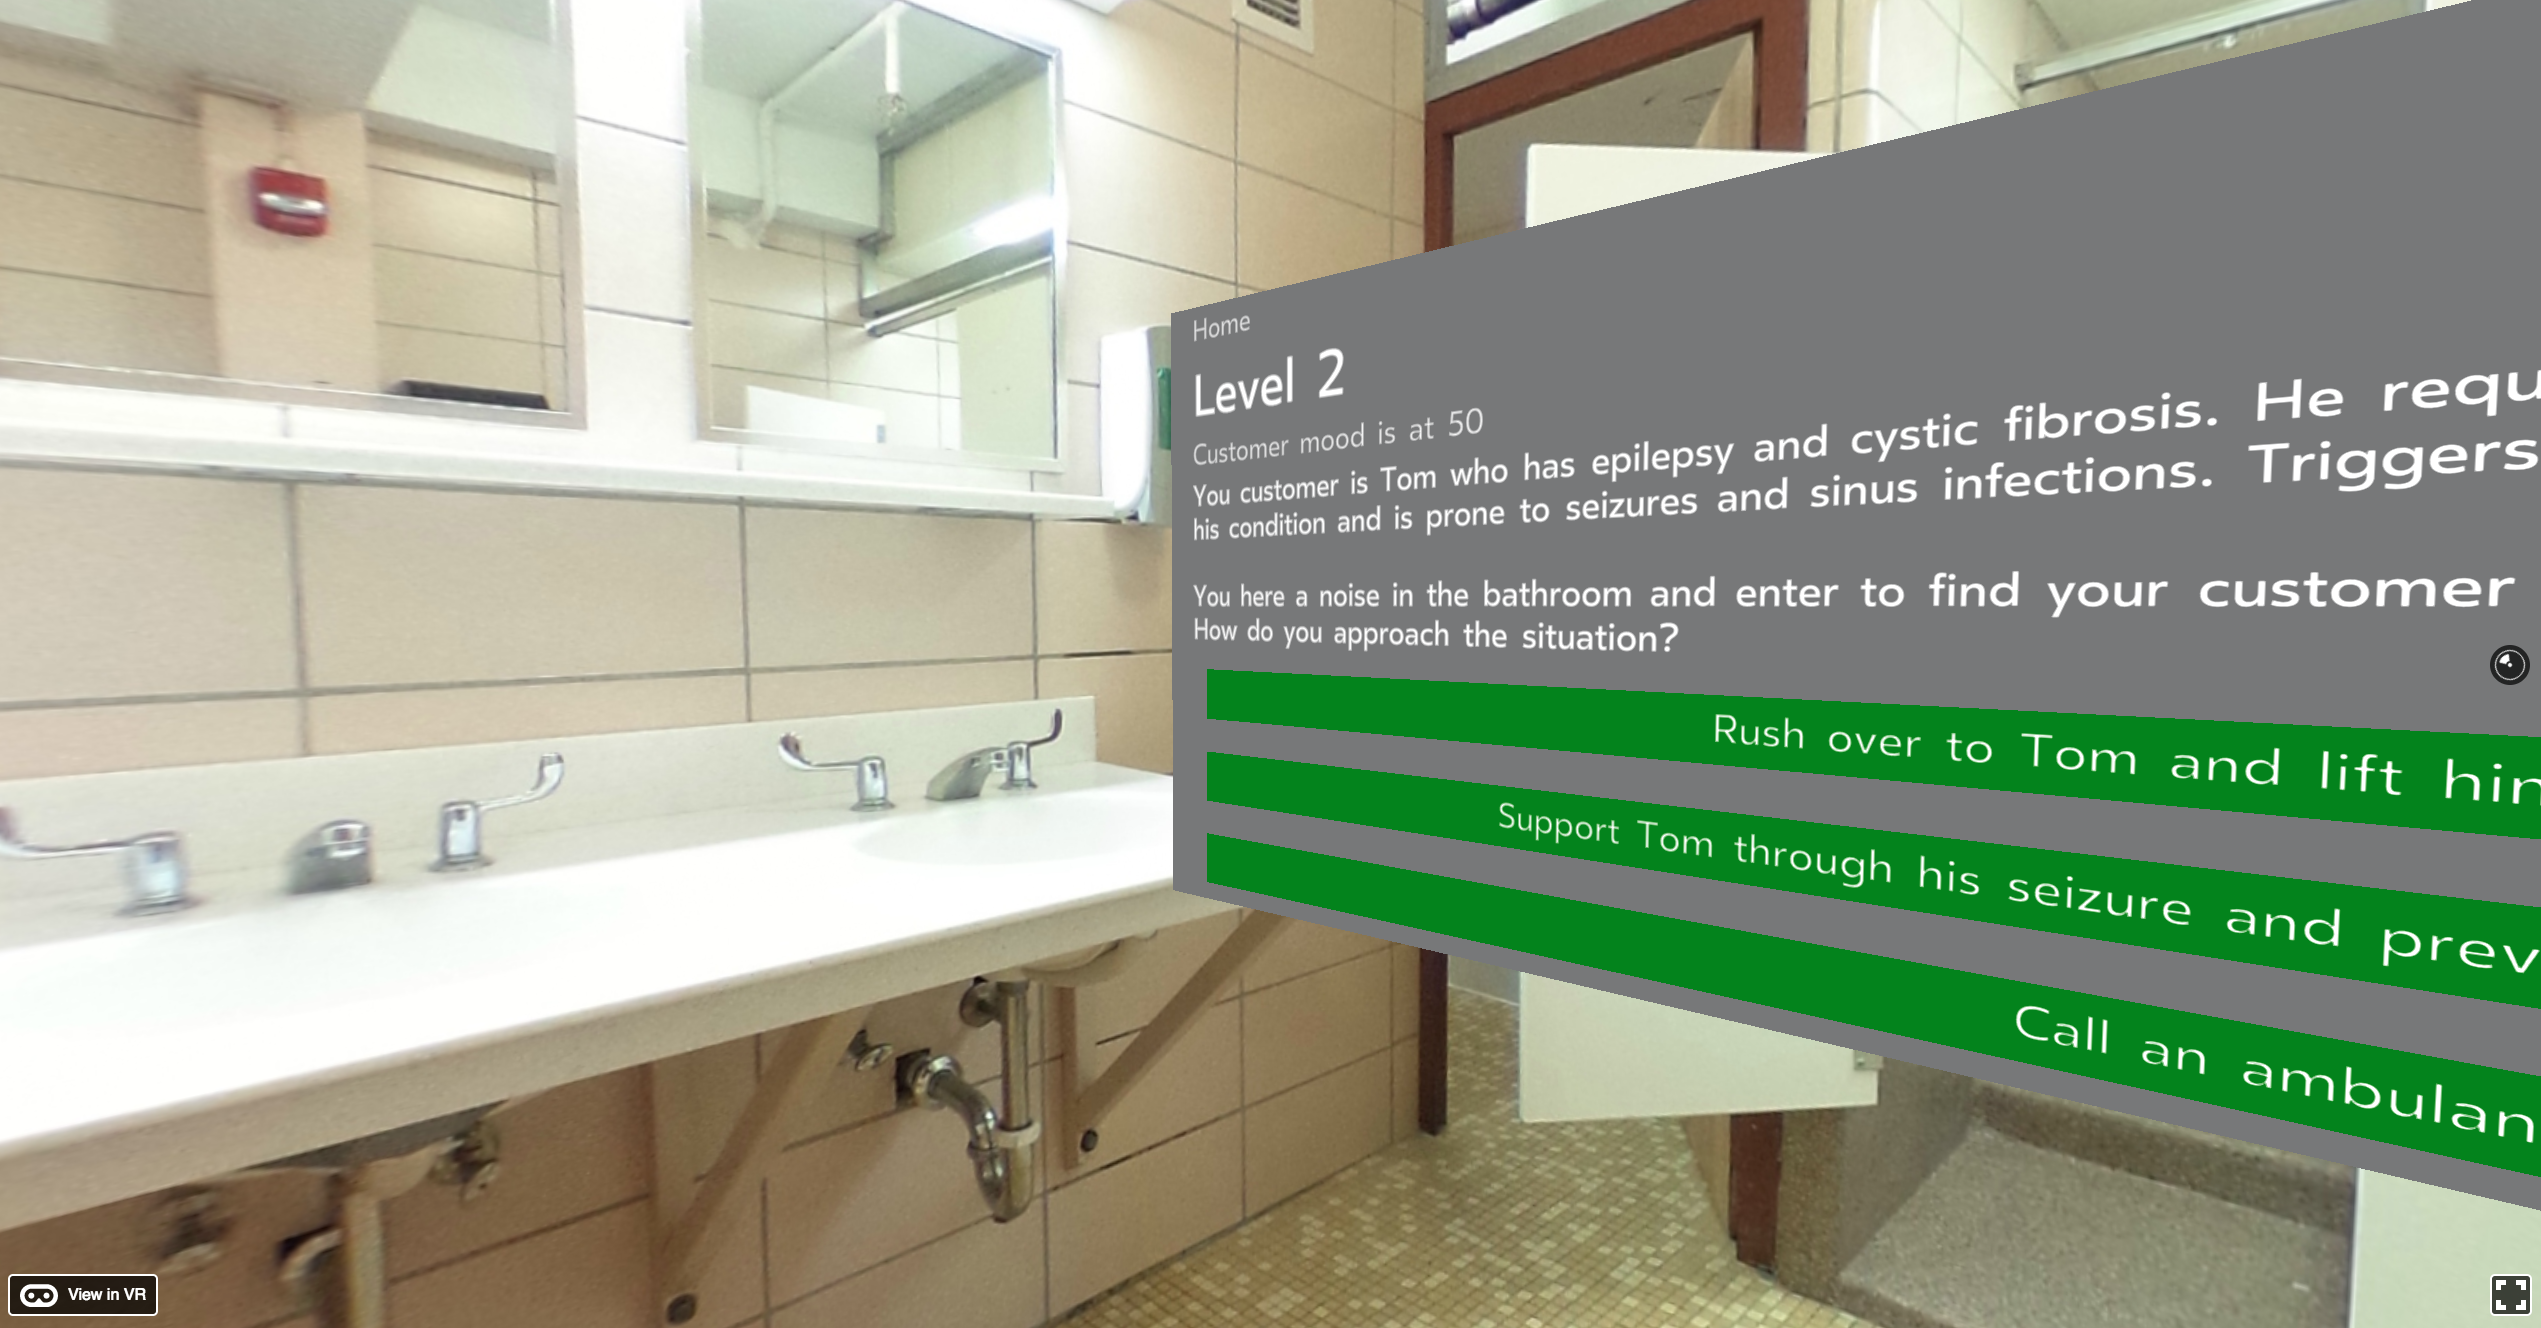 Home
Level 2
Customer mood is at 50
You customer is Tom who has epilepsy and cystic fibrosis. He requ
his condition and is prone to seizures and sinus infections. Triggers
You here a noise in the bathroom and enter to find your customer
How do you approach the situation?
Rush over to Tom and lift him
Support Tom through his seizure and prev
Call an ambulan
View in VR